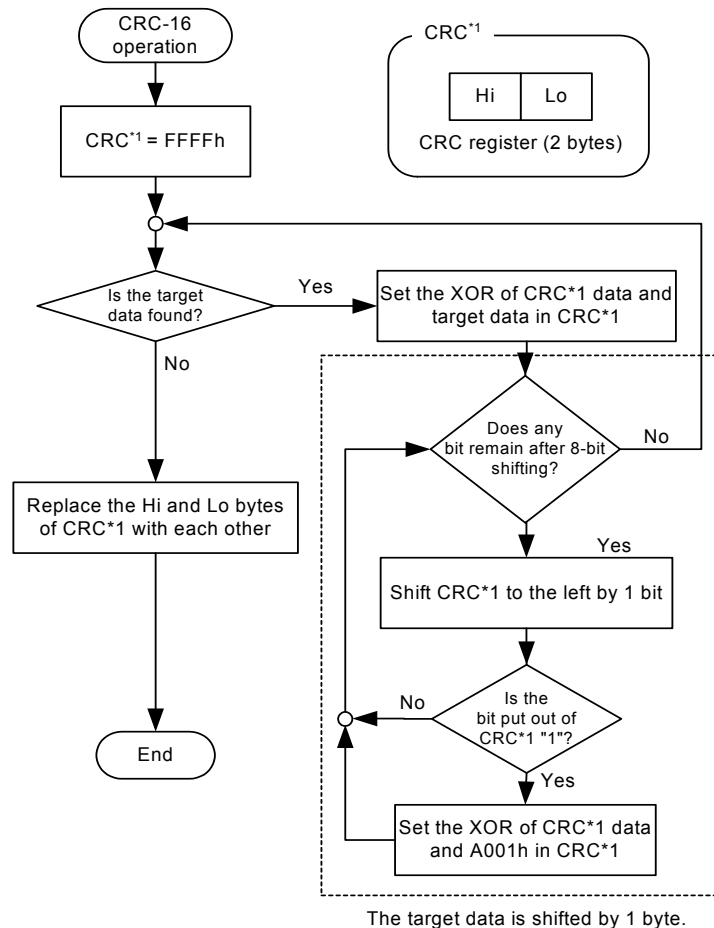 CRC-16
operation
CRC*1
Hi
Lo
CRC register (2 bytes)
CRC*1 = FFFFh
Is the target
data found?
Yes
Set the XOR of CRC*1 data and
target data in CRC*1
No
Does any
bit remain after 8-bit
shifting?
No
Replace the Hi and Lo bytes
of CRC*1 with each other
Yes
Shift CRC*1 to the left by 1 bit
No
Is the
bit put out of
CRC*1 "1"?
End
Yes
Set the XOR of CRC*1 data
and A001h in CRC*1
The target data is shifted by 1 byte.